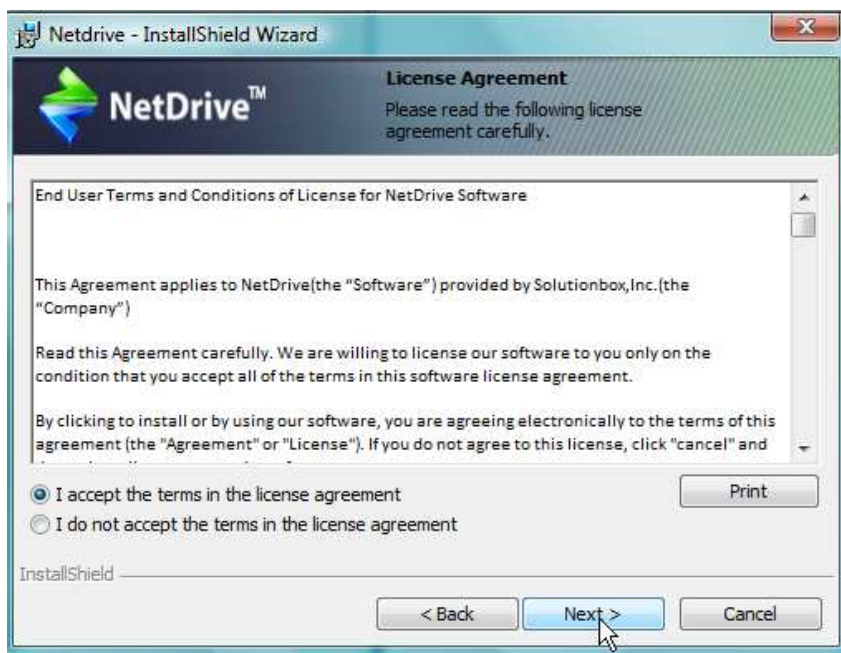 Netdrive - InstallShield Wizard
NetDrive™
License Agreement
Please read the following license
agreement carefully.
End User Terms and Conditions of License for NetDrive Software
This Agreement applies to NetDrive(the “Software”) provided by Solutionbox,Inc.(the
“Company”)
Read this Agreement carefully. We are willing to license our software to you only on the
condition that you accept all of the terms in this software license agreement.
By clicking to install or by using our software, you are agreeing electronically to the terms of this
agreement (the "Agreement" or "License"). If you do not agree to this license, click "cancel" and
I accept the terms in the license agreement
Print
I do not accept the terms in the license agreement
InstallShield
< Back
Next >
Cancel